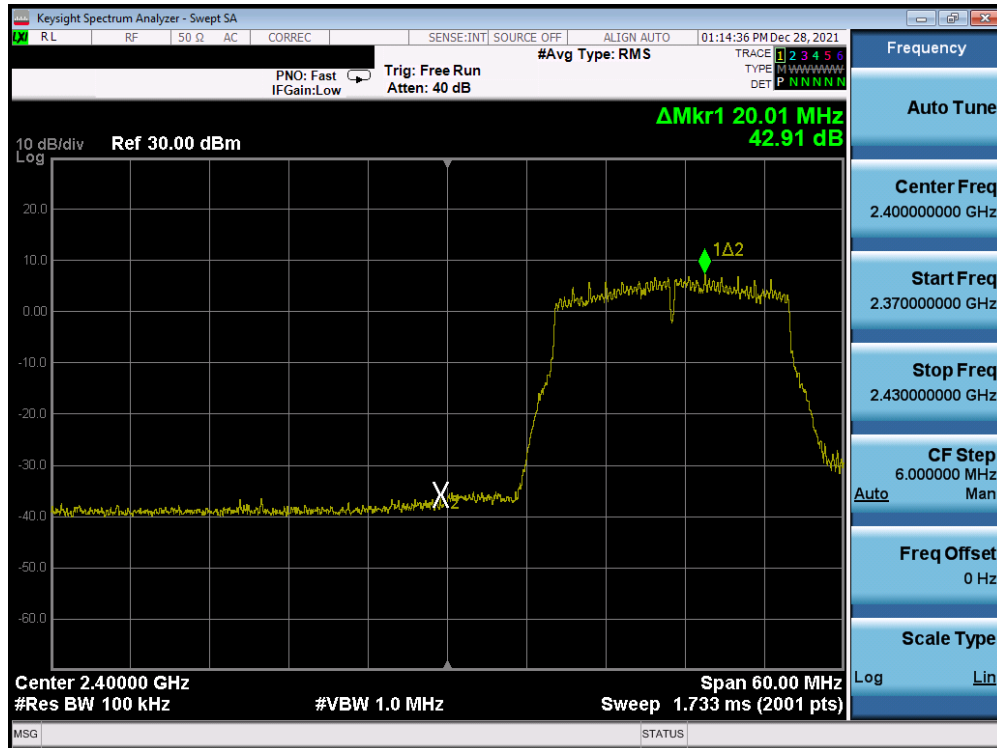 Keysight Spectrum Analyzer - Swept SA
LXI RL RF 50 Ω AC CORREC SENSE:INT SOURCE OFF ALIGN AUTO 01:14:36 PM Dec 28, 2021
#Avg Type: RMS TRACE 1 2 3 4 5 6
PNO: Fast Trig: Free Run TYPE M W W W W W
IFGain:Low Atten: 40 dB DET P N N N N N
ΔMkr1 20.01 MHz
42.91 dB
10 dB/div Ref 30.00 dBm
Log
20.0
10.0
0.00
-10.0
-20.0
-30.0
-40.0
-50.0
-60.0
1Δ2
X2
Center 2.40000 GHz Span 60.00 MHz
#Res BW 100 kHz #VBW 1.0 MHz Sweep 1.733 ms (2001 pts)
MSG STATUS
Frequency
Auto Tune
Center Freq
2.400000000 GHz
Start Freq
2.370000000 GHz
Stop Freq
2.430000000 GHz
CF Step
6.000000 MHz
Auto Man
Freq Offset
0 Hz
Scale Type
Log Lin